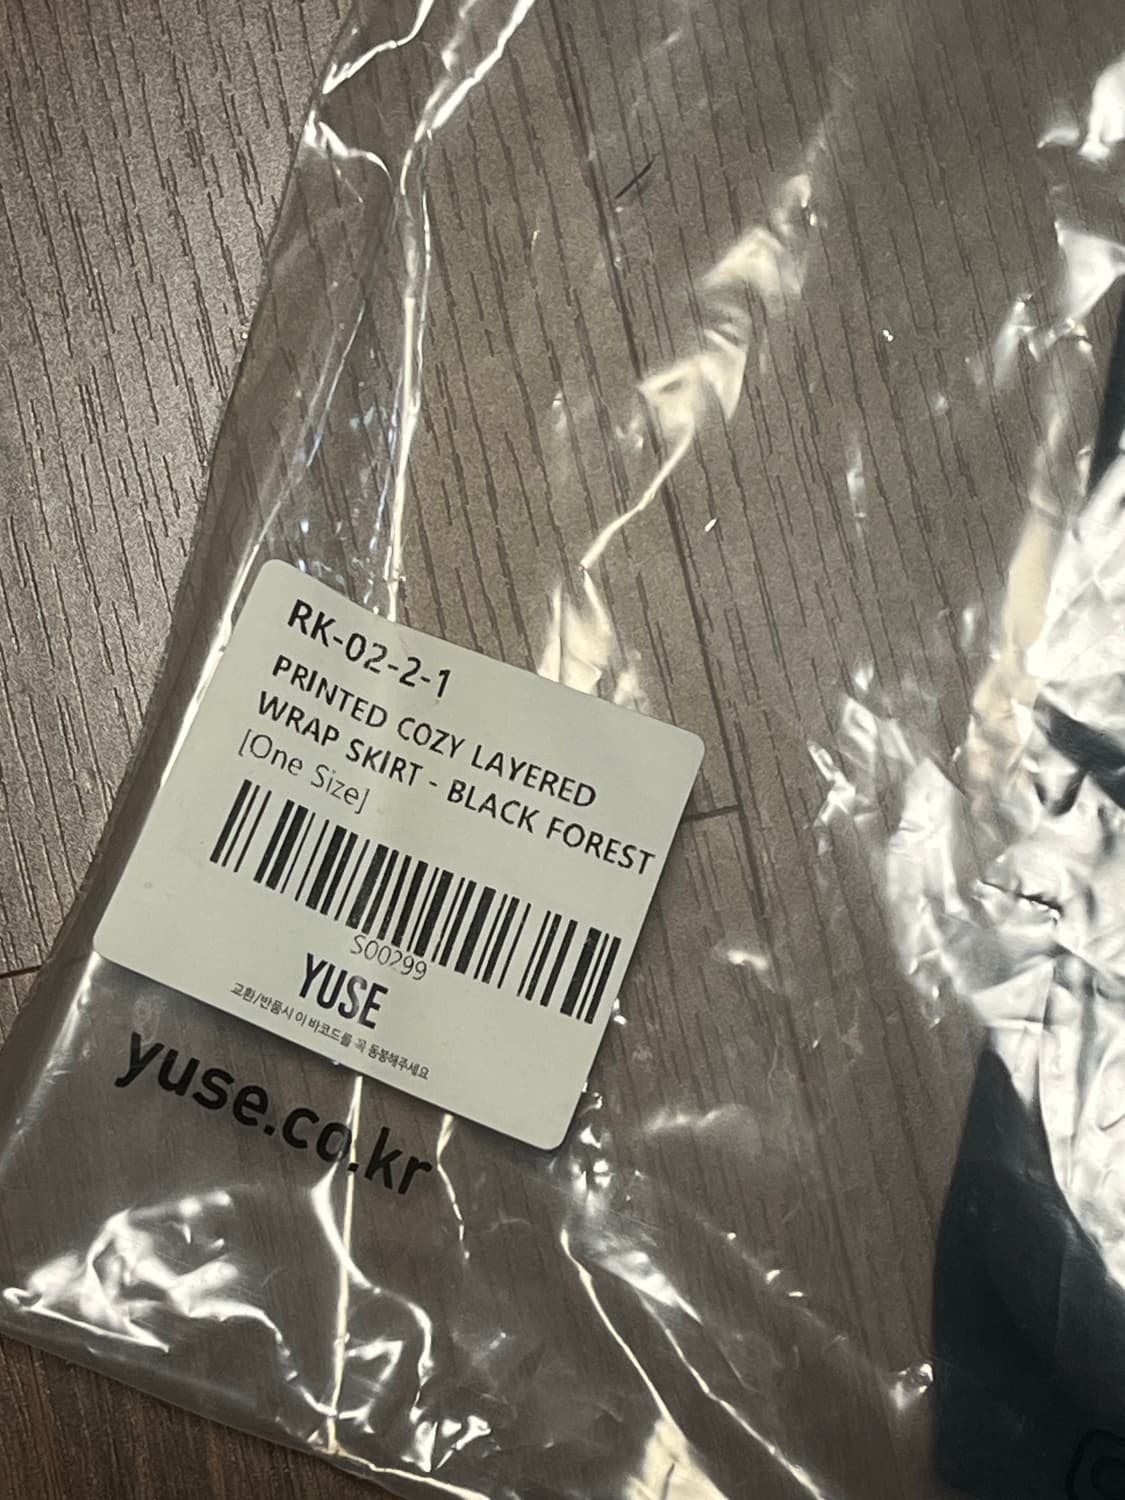 RK-02-2-1
PRINTED COZY LAYERED
WRAP SKIRT - BLACK FOREST
[One Size]
S00299
YUSE
교환/반품시 이 바코드를 꼭 동봉해주세요
yuse.co.kr